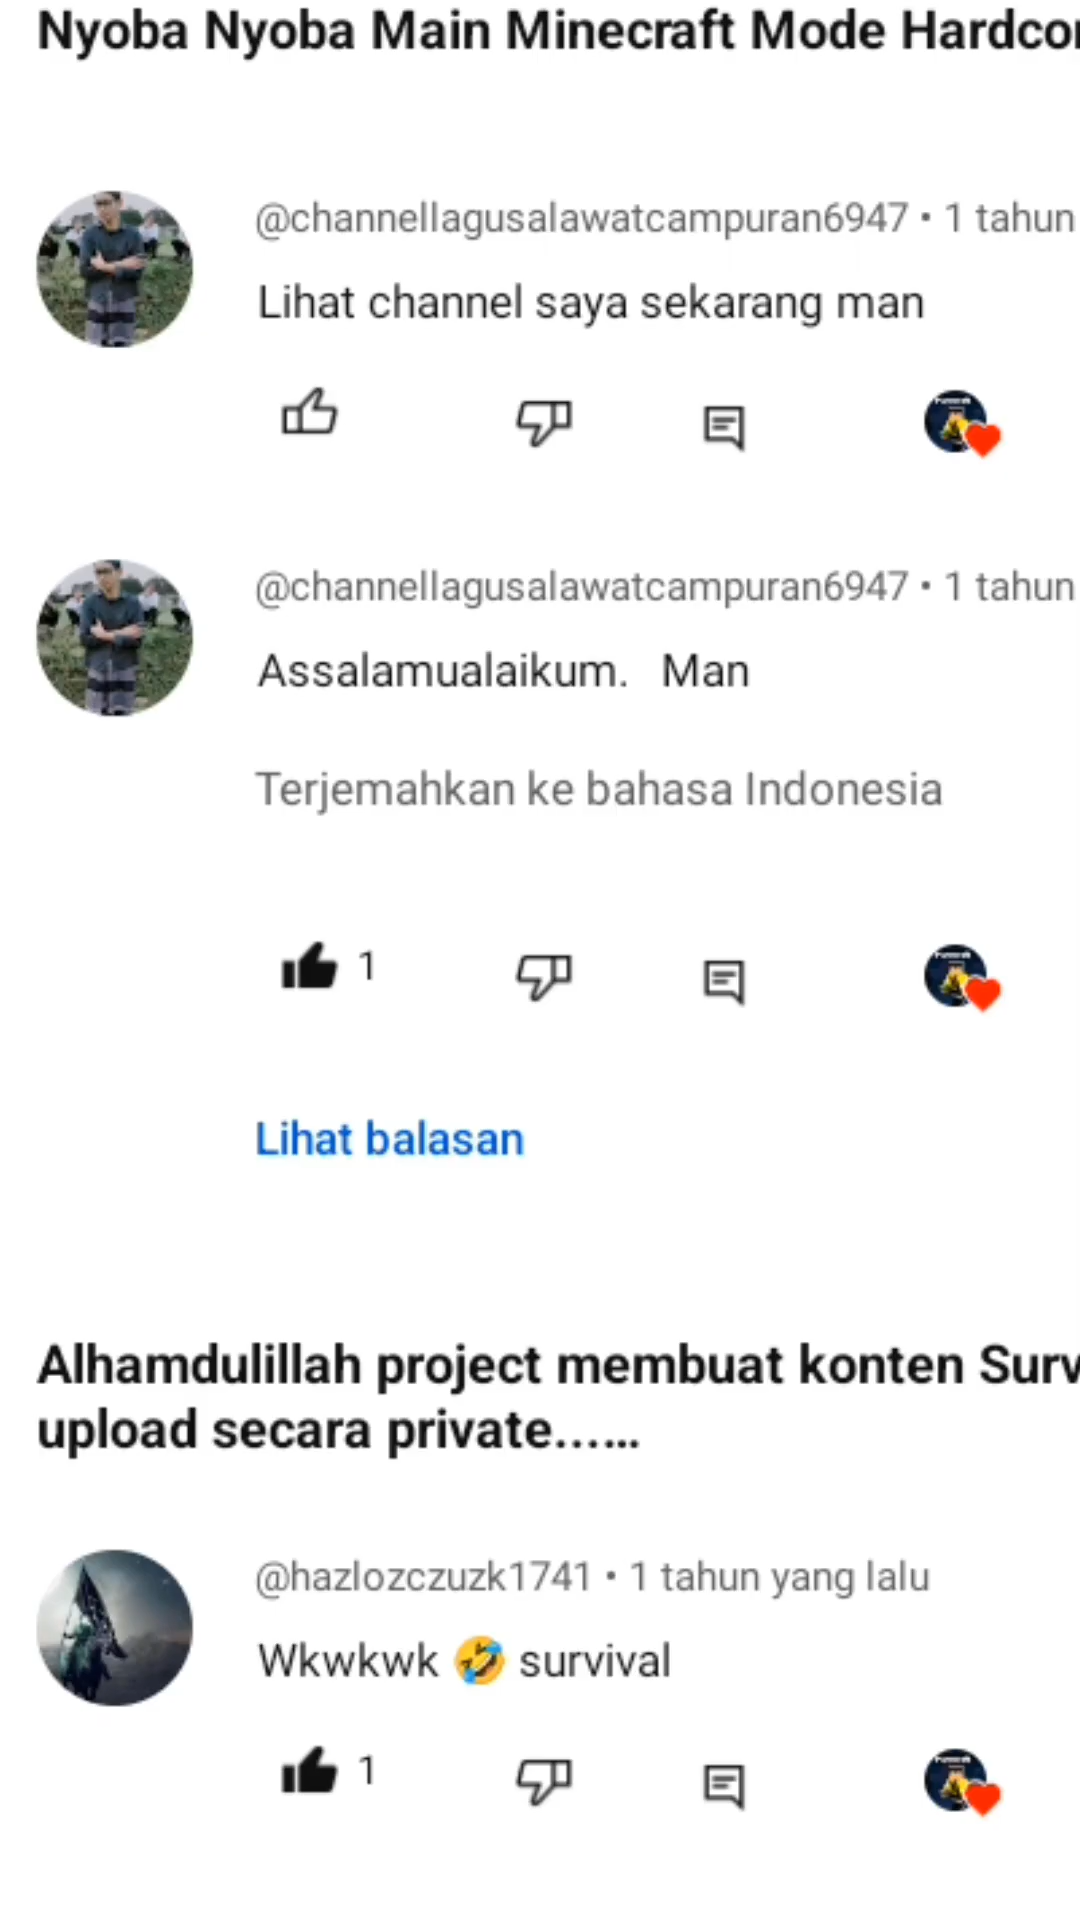 Nyoba Nyoba Main Minecraft Mode
@channellagusalawatcampuran6947 • 1 tahun
Lihat channel saya sekarang man
@channellagusalawatcampuran6947 • 1 tahun
Assalamualaikum. Man
Terjemahkan ke bahasa Indonesia
1
Lihat balasan
Alhamdulillah project membuat konten
upload secara private......
@hazlozczuzk1741 • 1 tahun yang lalu
Wkwkwk 🤣 survival
1